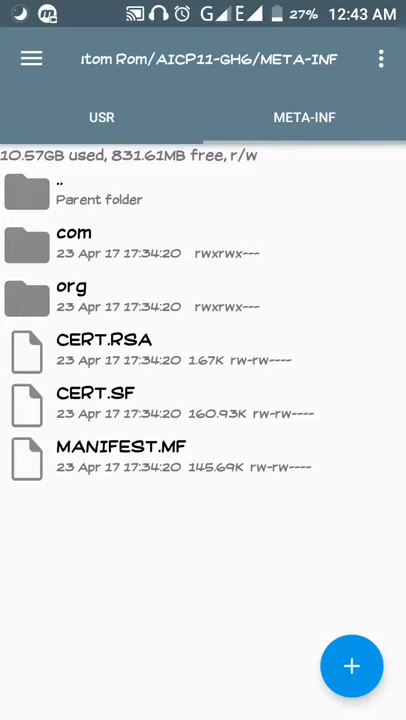 G E 27% 12:43 AM
ıtom Rom/AICP11-GH6/META-INF
USR META-INF
10.57GB used, 831.61MB free, r/w
..
Parent folder
com
23 Apr 17 17:34:20 rwxrwx---
org
23 Apr 17 17:34:20 rwxrwx---
CERT.RSA
23 Apr 17 17:34:20 1.67K rw-rw----
CERT.SF
23 Apr 17 17:34:20 160.93K rw-rw----
MANIFEST.MF
23 Apr 17 17:34:20 145.69K rw-rw----